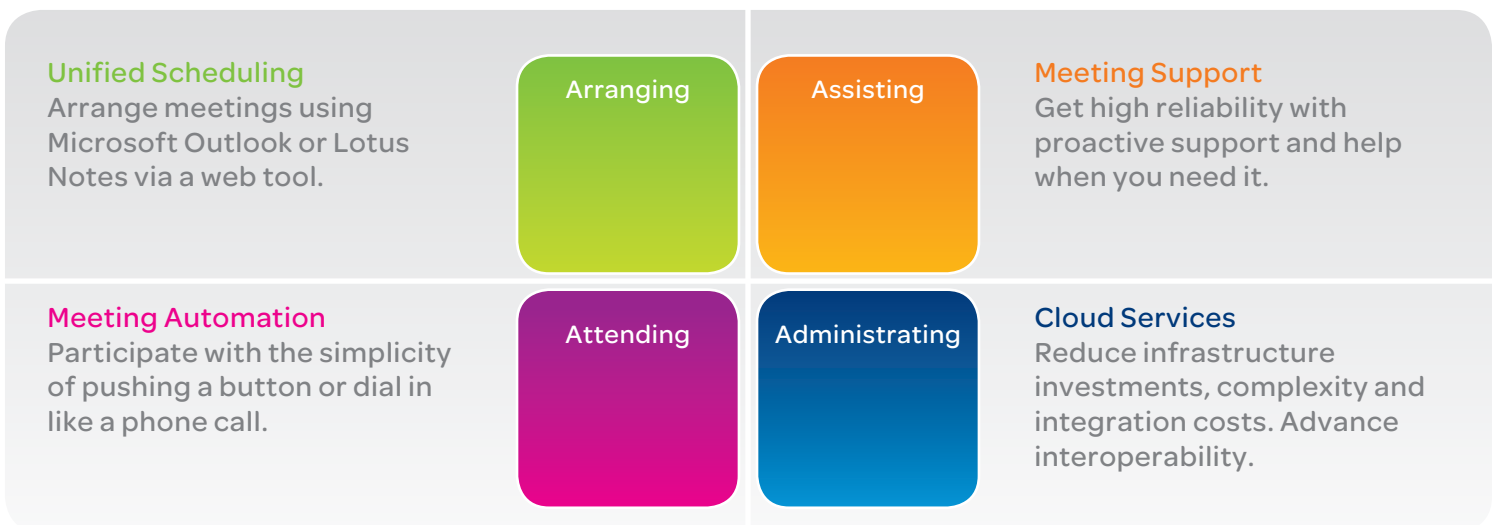 Unified Scheduling
Arrange meetings using
Microsoft Outlook or Lotus
Notes via a web tool.
Arranging
Assisting
Meeting Support
Get high reliability with
proactive support and help
when you need it.
Meeting Automation
Participate with the simplicity
of pushing a button or dial in
like a phone call.
Attending
Administrating
Cloud Services
Reduce infrastructure
investments, complexity and
integration costs. Advance
interoperability.